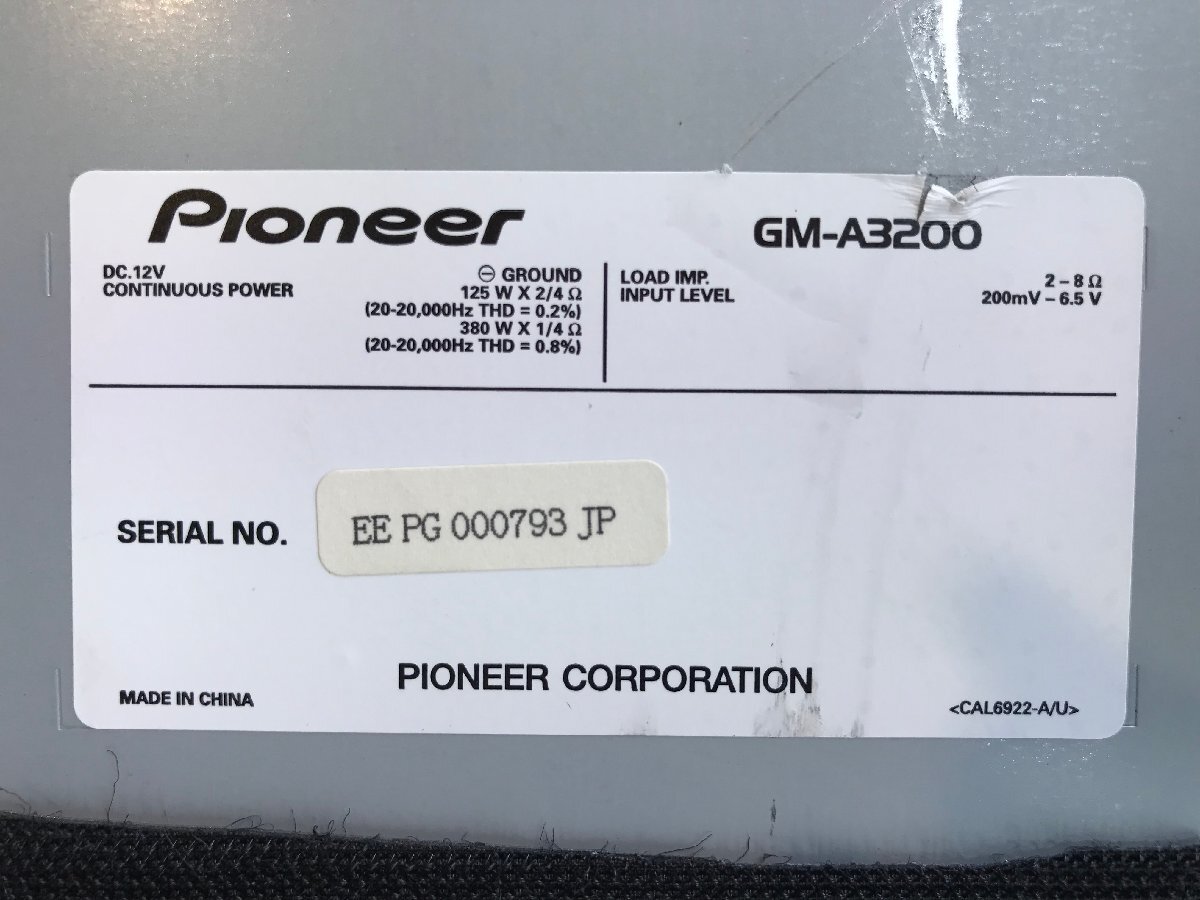 Pioneer
GM-A3200
DC.12V ⊖ GROUND
CONTINUOUS POWER 125 W X 2/4 Ω
(20-20,000Hz THD = 0.2%)
380 W X 1/4 Ω
(20-20,000Hz THD = 0.8%)
LOAD IMP. 2 – 8 Ω
INPUT LEVEL 200mV – 6.5 V
SERIAL NO. EE PG 000793 JP
PIONEER CORPORATION
MADE IN CHINA
<CAL6922-A/U>